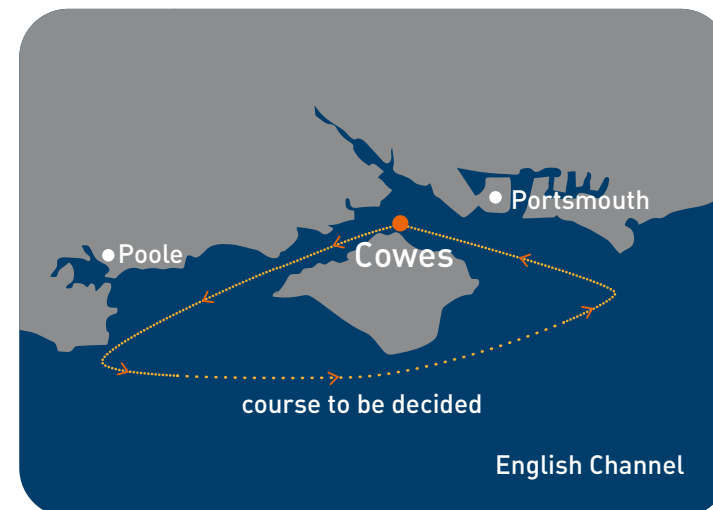 Portsmouth
Poole
Cowes
course to be decided
English Channel